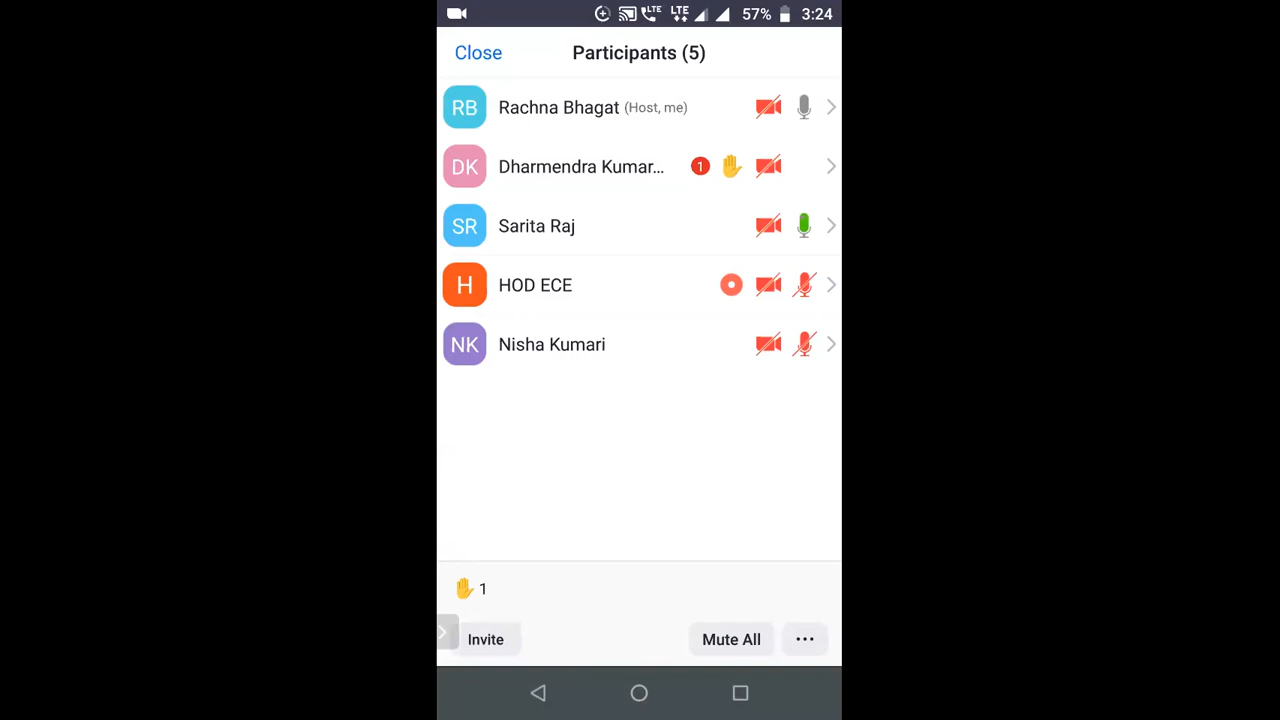 LTE LTE 57% 3:24
Close Participants (5)
RB Rachna Bhagat (Host, me)
DK Dharmendra Kumar... 1
SR Sarita Raj
H HOD ECE
NK Nisha Kumari
1
Invite Mute All ...